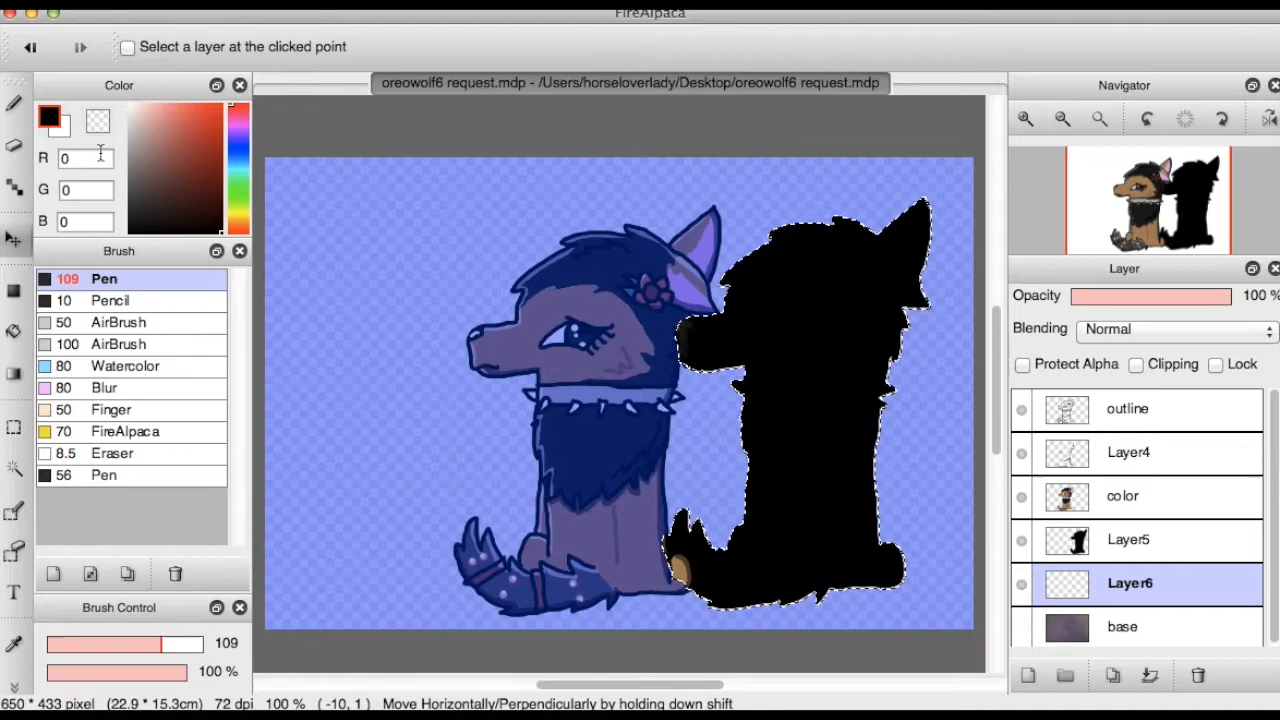 FireAlpaca
Select a layer at the clicked point
Color
oreowolf6 request.mdp - /Users/horseloverlady/Desktop/oreowolf6 request.mdp
Navigator
R 0
G 0
B 0
Brush
109 Pen
10 Pencil
50 AirBrush
100 AirBrush
80 Watercolor
80 Blur
50 Finger
70 FireAlpaca
8.5 Eraser
56 Pen
Brush Control
109
100 %
Layer
Opacity 100 %
Blending Normal
Protect Alpha Clipping Lock
outline
Layer4
color
Layer5
Layer6
base
T
650 * 433 pixel (22.9 * 15.3cm) 72 dpi 100 % ( -10, 1 ) Move Horizontally/Perpendicularly by holding down shift